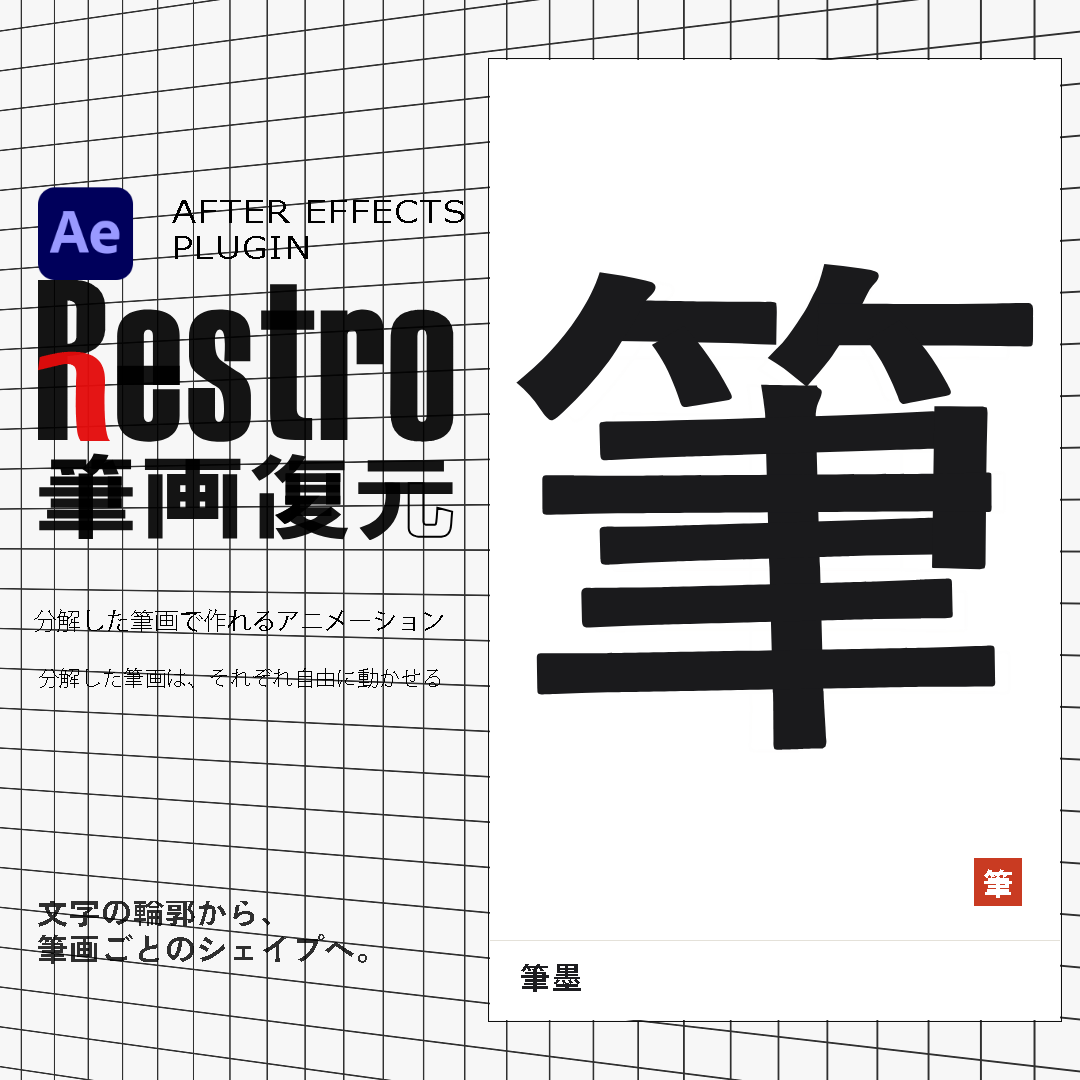 Ae
AFTER EFFECTS
PLUGIN
Restro
筆画復元
分解した筆画で作れるアニメーション
分解した筆画は、それぞれ自由に動かせる
文字の輪郭から、
筆画ごとのシェイプへ。
筆
筆
筆墨